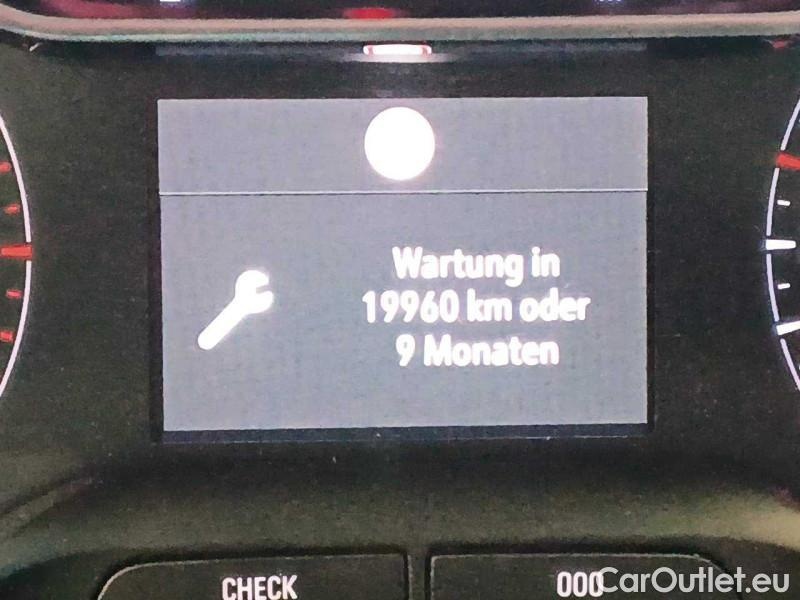 Wartung in
19960 km oder
9 Monaten
CHECK
000
CarOutlet.eu